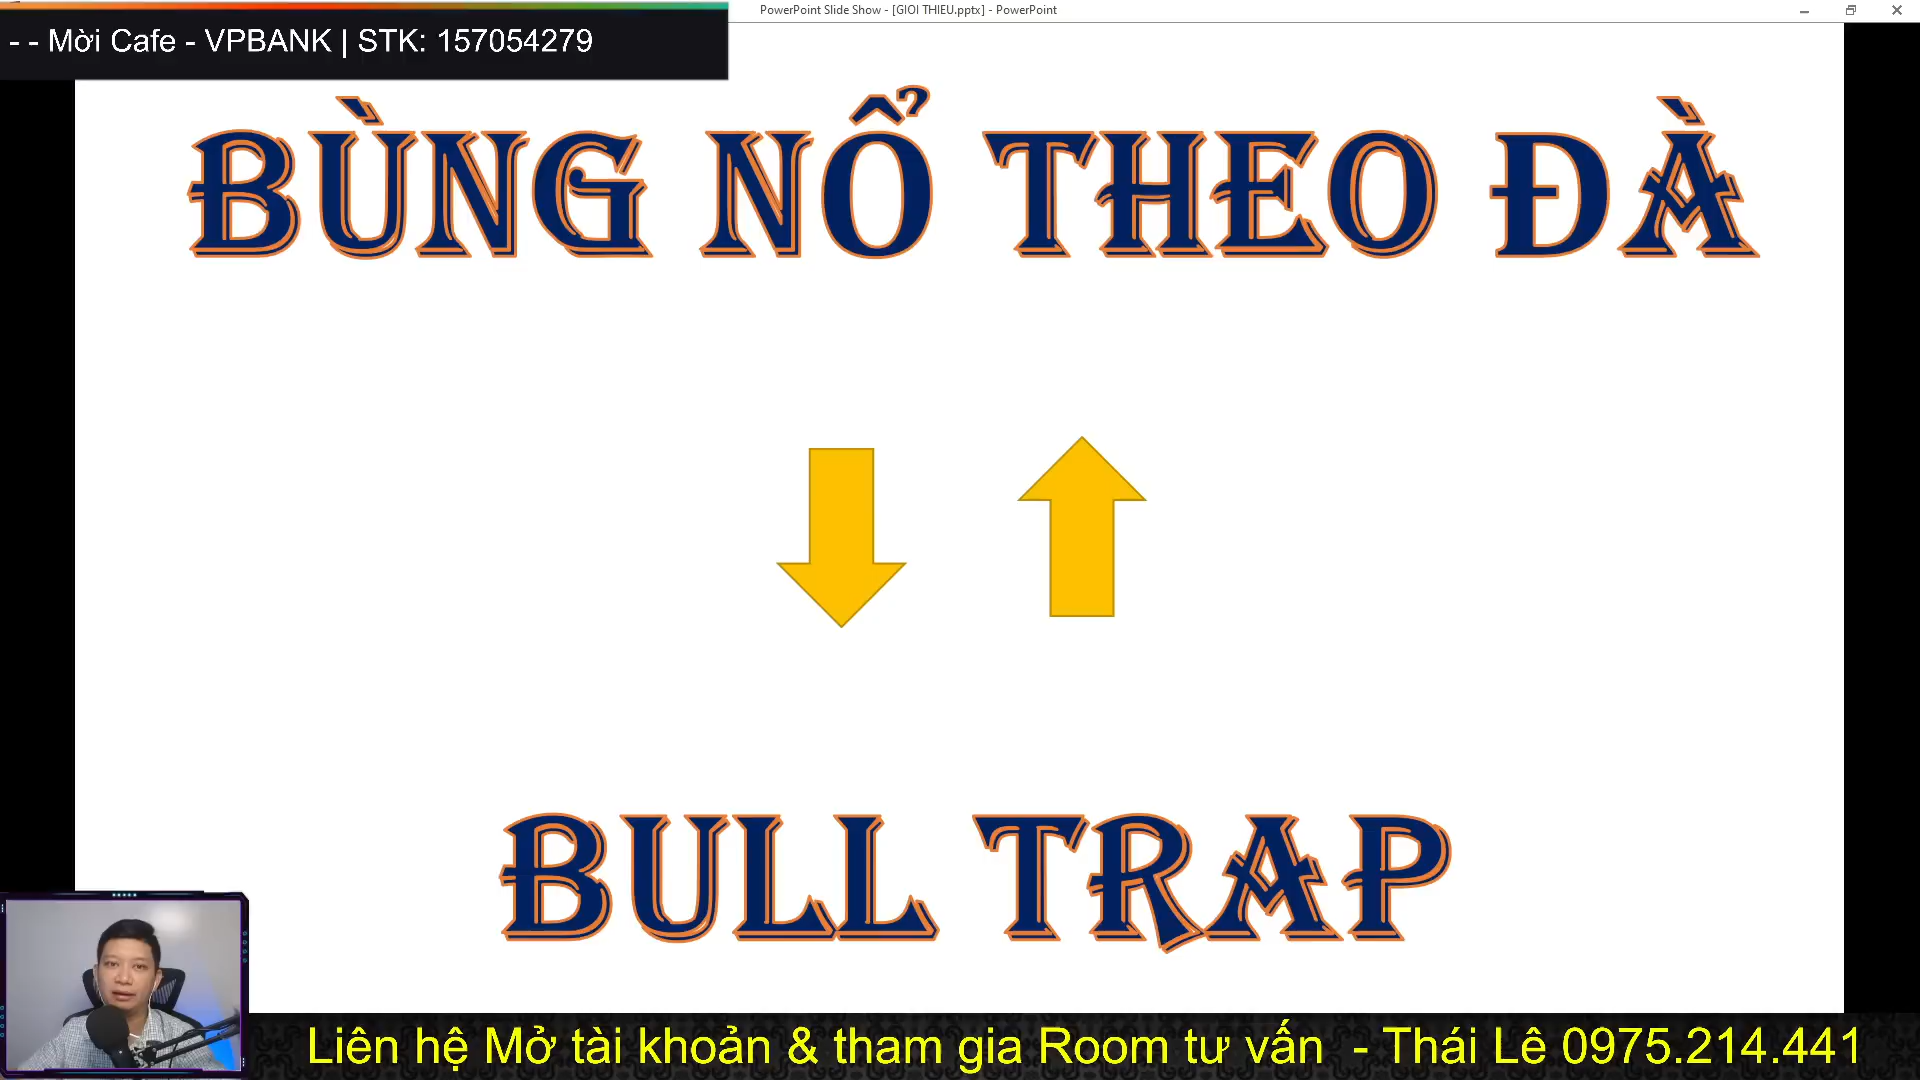 PowerPoint Slide Show - [GIOI THIEU.pptx] - PowerPoint
- - Mời Cafe - VPBANK | STK: 157054279
BÙNG NỔ THEO ĐÀ
BULL TRAP
Liên hệ Mở tài khoản & tham gia Room tư vấn - Thái Lê 0975.214.441